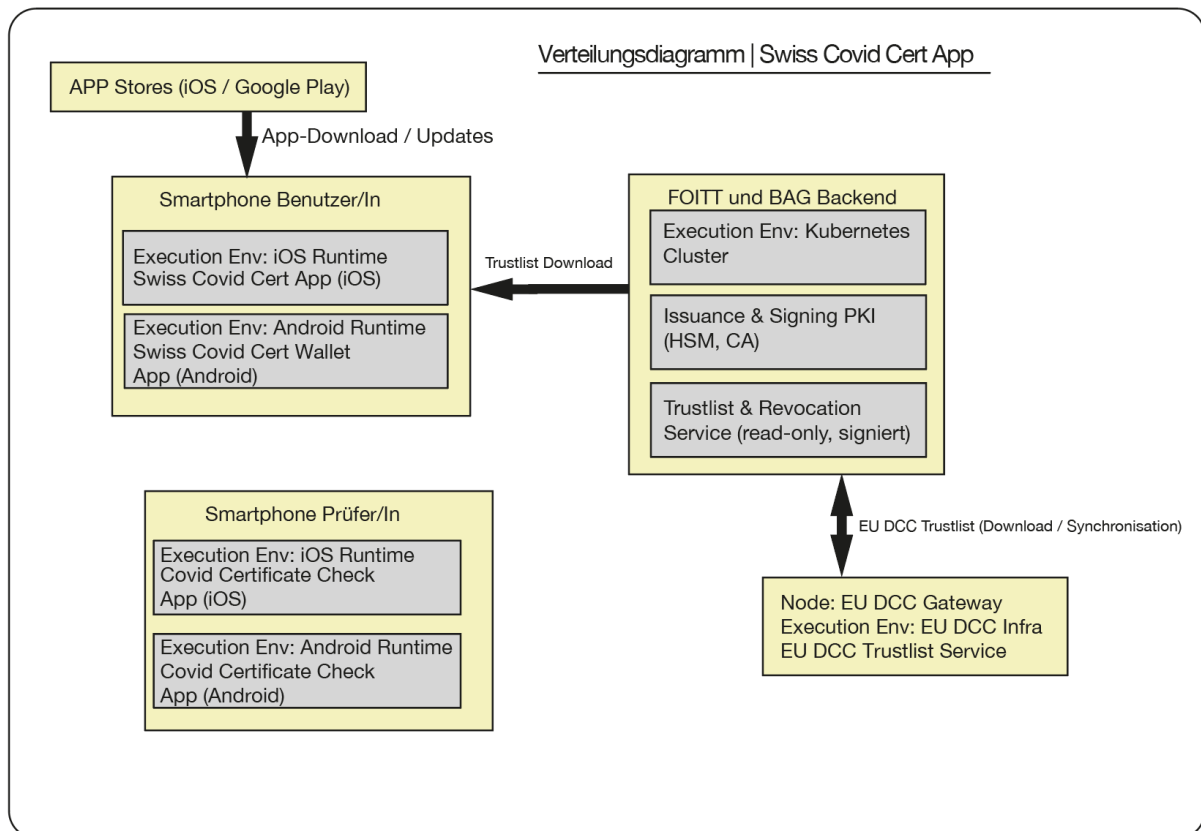 Verteilungsdiagramm | Swiss Covid Cert App
APP Stores (iOS / Google Play)
App-Download / Updates
Smartphone Benutzer/In
Execution Env: iOS Runtime
Swiss Covid Cert App (iOS)
Execution Env: Android Runtime
Swiss Covid Cert Wallet
App (Android)
Trustlist Download
FOITT und BAG Backend
Execution Env: Kubernetes
Cluster
Issuance & Signing PKI
(HSM, CA)
Trustlist & Revocation
Service (read-only, signiert)
EU DCC Trustlist (Download / Synchronisation)
Node: EU DCC Gateway
Execution Env: EU DCC Infra
EU DCC Trustlist Service
Smartphone Prüfer/In
Execution Env: iOS Runtime
Covid Certificate Check
App (iOS)
Execution Env: Android Runtime
Covid Certificate Check
App (Android)